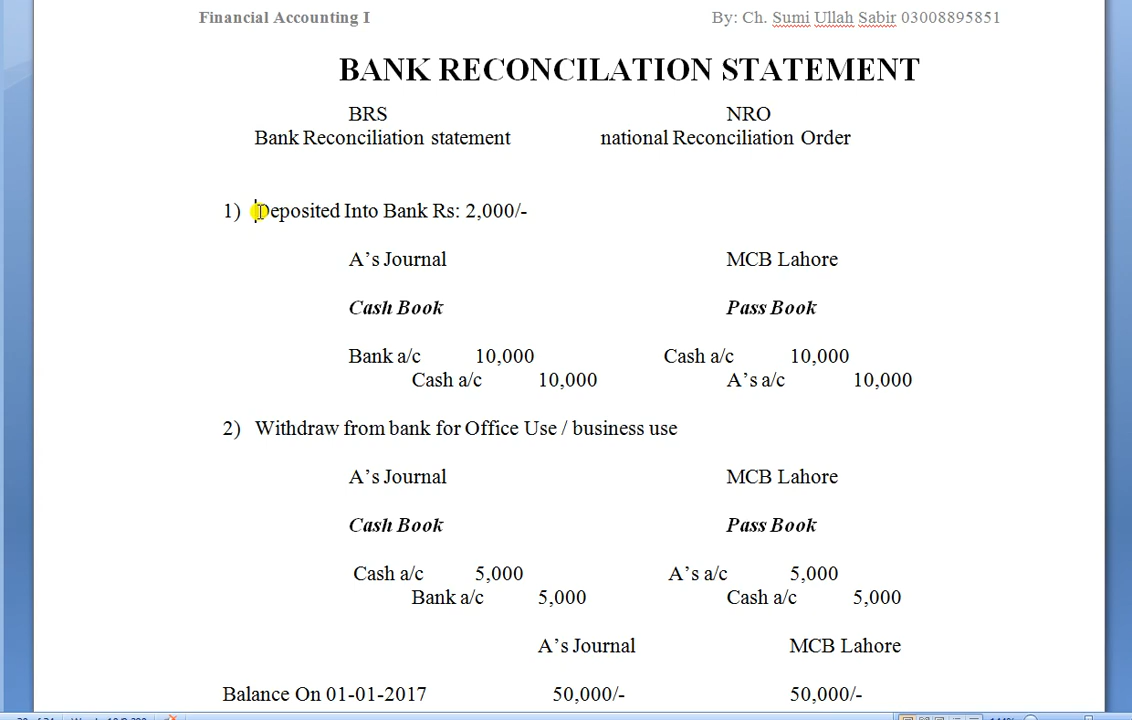 Financial Accounting I By: Ch. Sumi Ullah Sabir 03008895851
BANK RECONCILATION STATEMENT
BRS NRO
Bank Reconciliation statement national Reconciliation Order
1) Deposited Into Bank Rs: 2,000/-
A's Journal MCB Lahore
Cash Book Pass Book
Bank a/c 10,000 Cash a/c 10,000
Cash a/c 10,000 A's a/c 10,000
2) Withdraw from bank for Office Use / business use
A's Journal MCB Lahore
Cash Book Pass Book
Cash a/c 5,000 A's a/c 5,000
Bank a/c 5,000 Cash a/c 5,000
A's Journal MCB Lahore
Balance On 01-01-2017 50,000/- 50,000/-